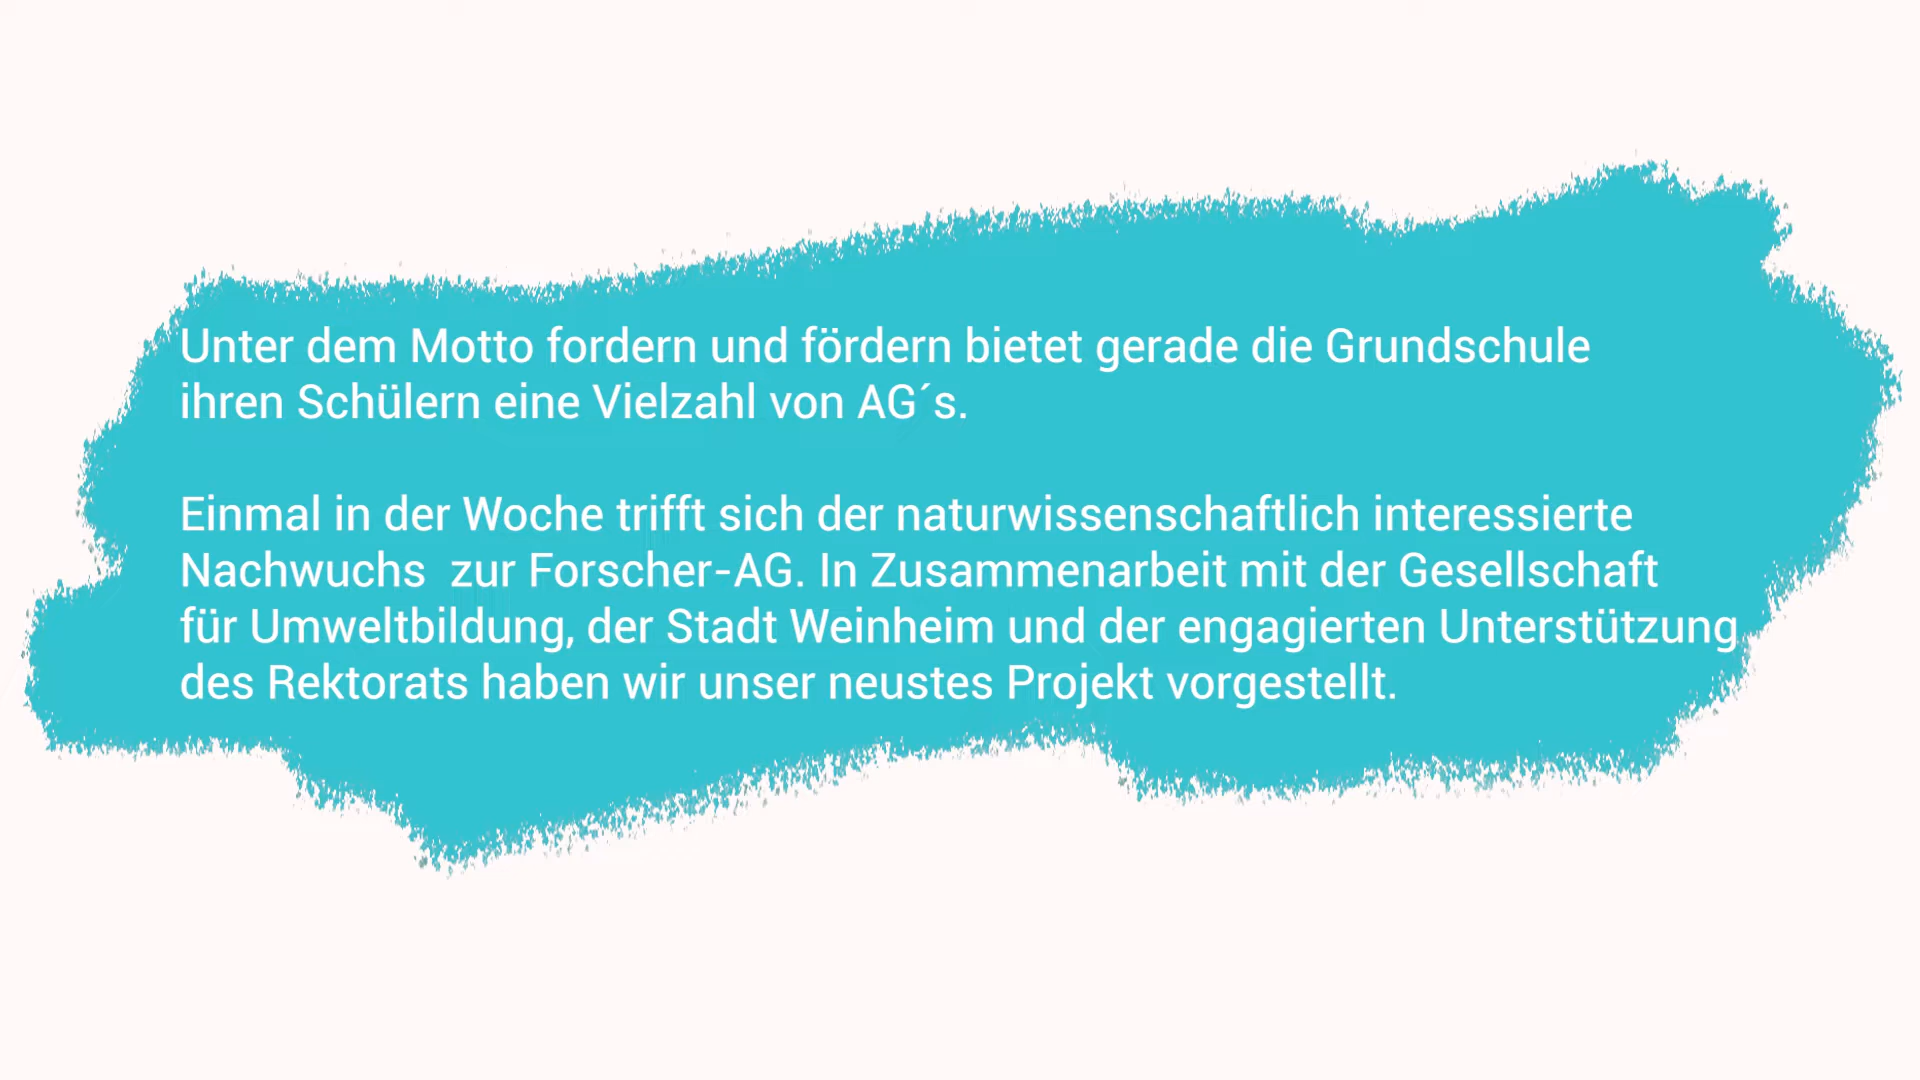 Unter dem Motto fordern und fördern bietet gerade die Grundschule
ihren Schülern eine Vielzahl von AG´s.
Einmal in der Woche trifft sich der naturwissenschaftlich interessierte
Nachwuchs  zur Forscher-AG. In Zusammenarbeit mit der Gesellschaft
für Umweltbildung, der Stadt Weinheim und der engagierten Unterstützung
des Rektorats haben wir unser neustes Projekt vorgestellt.